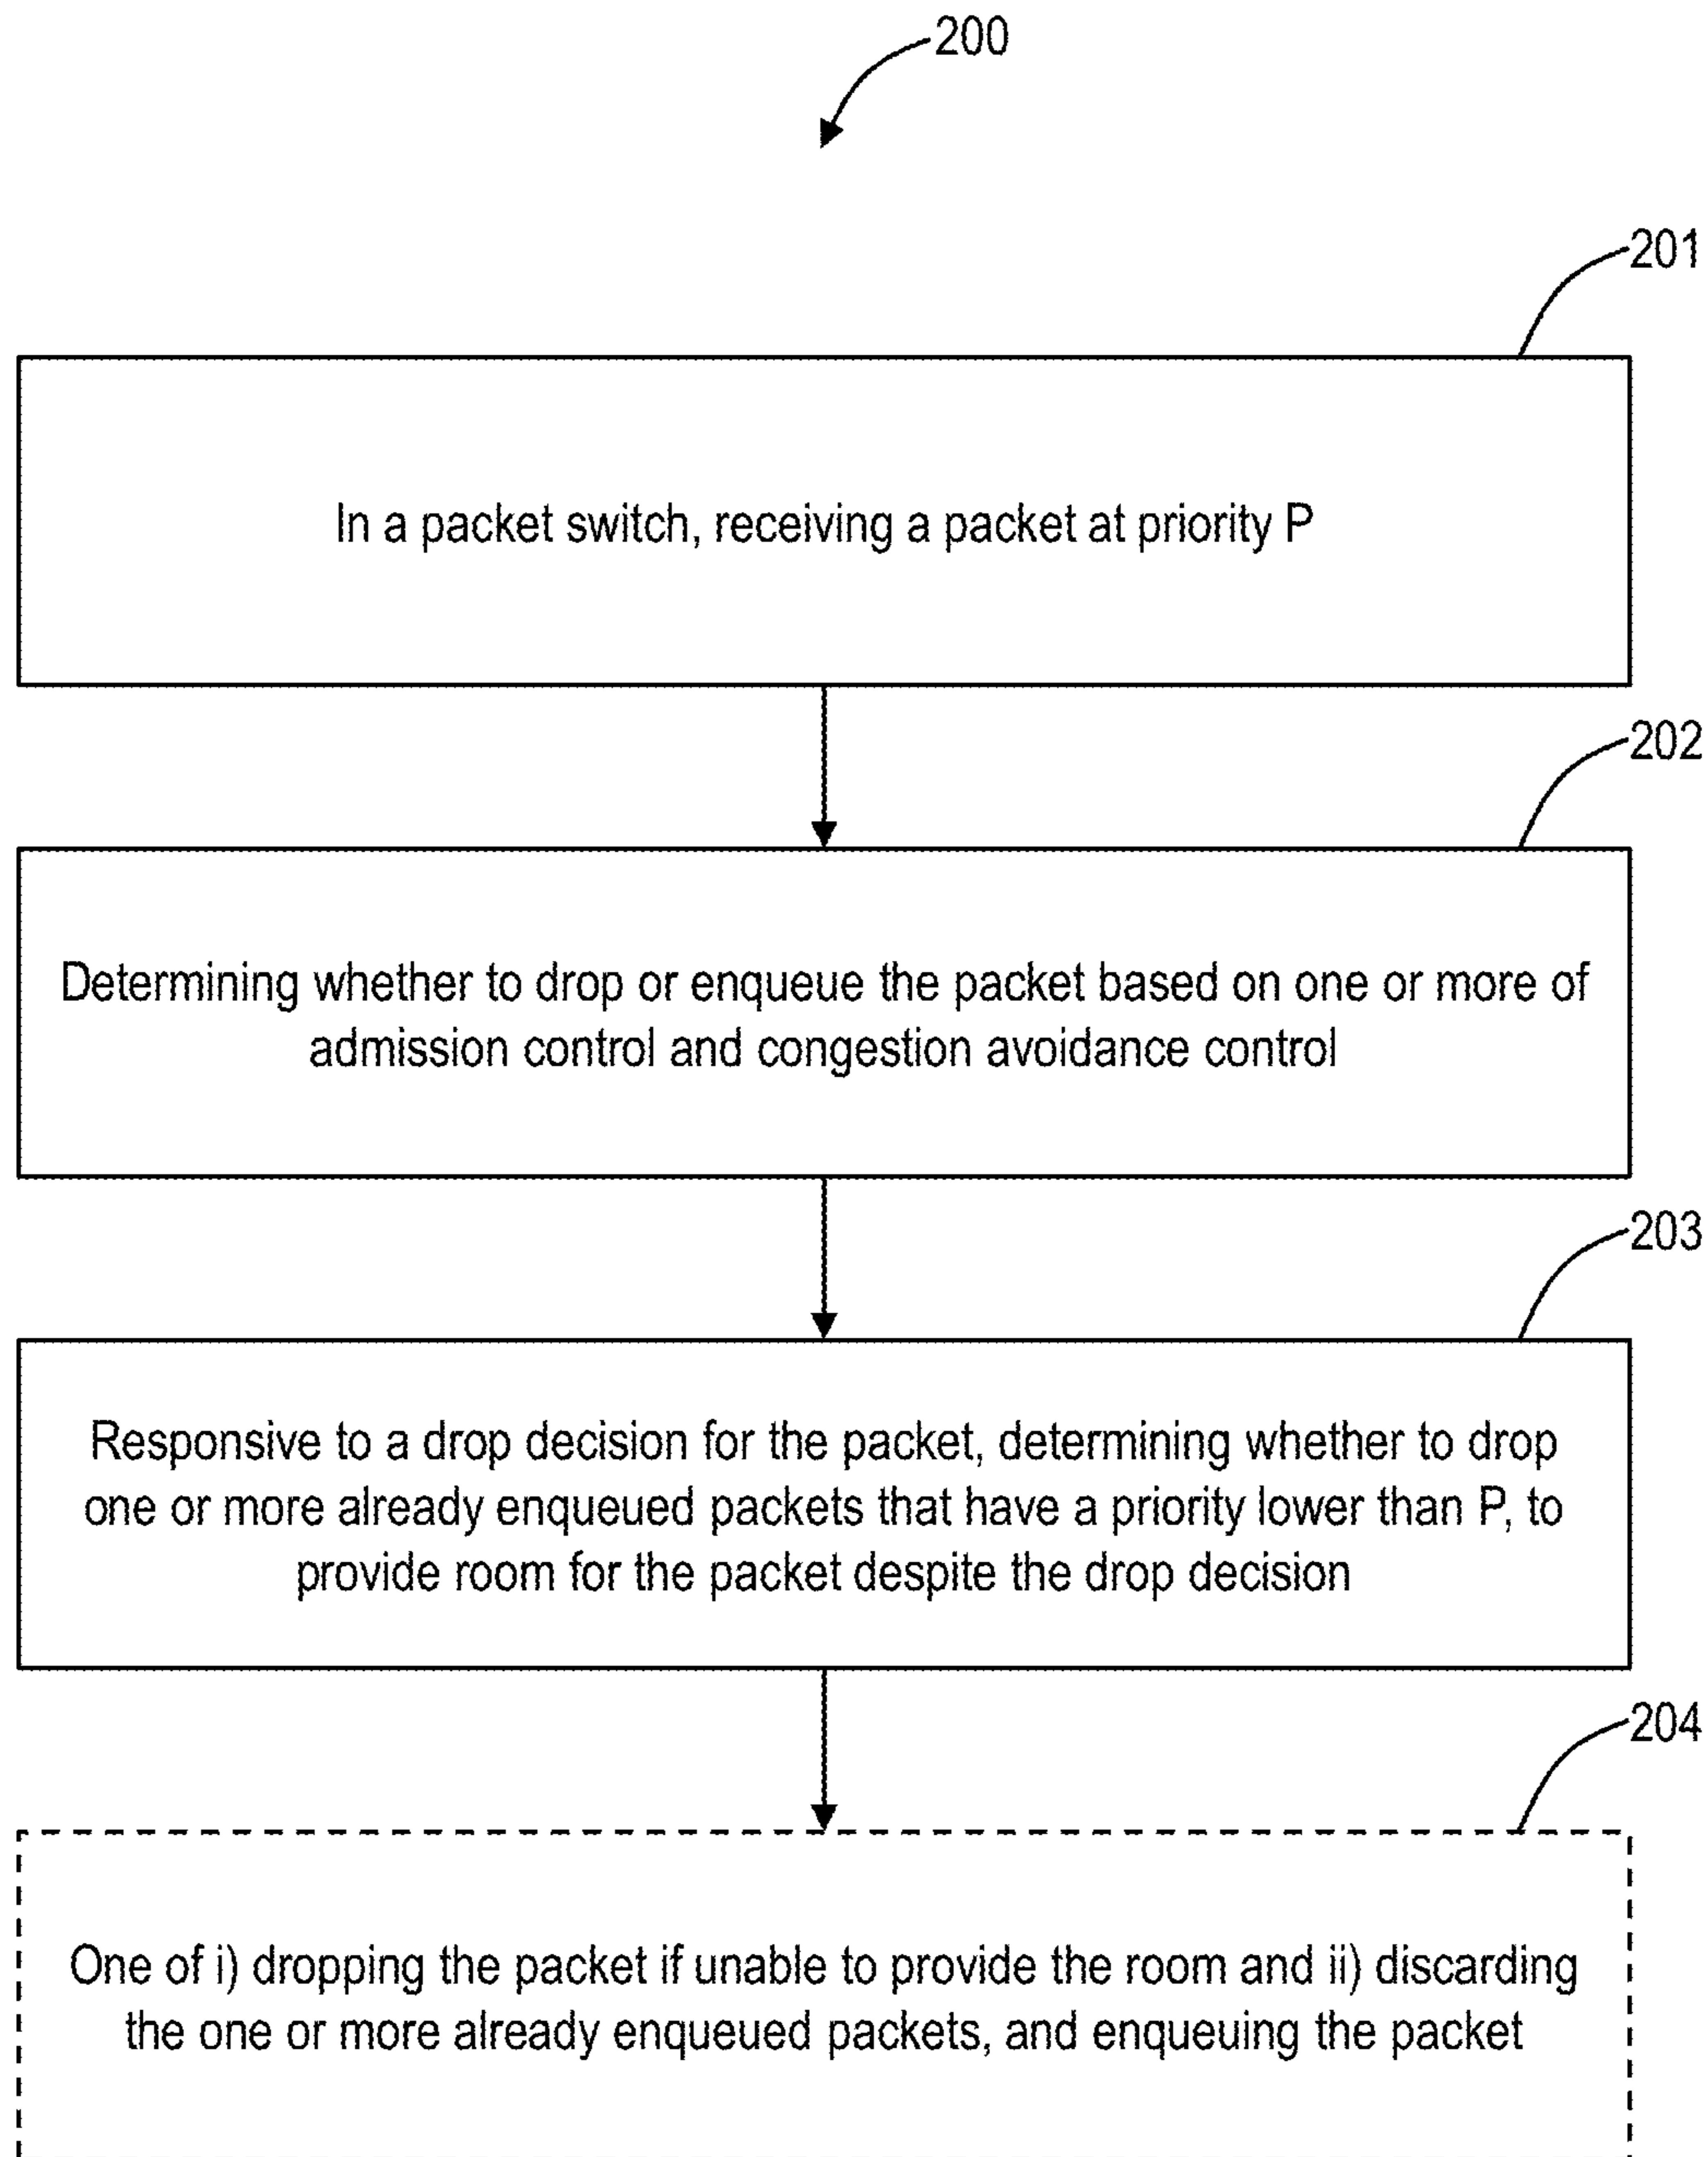 200
201
In a packet switch, receiving a packet at priority P
202
Determining whether to drop or enqueue the packet based on one or more of
admission control and congestion avoidance control
203
Responsive to a drop decision for the packet, determining whether to drop
one or more already enqueued packets that have a priority lower than P, to
provide room for the packet despite the drop decision
204
One of i) dropping the packet if unable to provide the room and ii) discarding
the one or more already enqueued packets, and enqueuing the packet